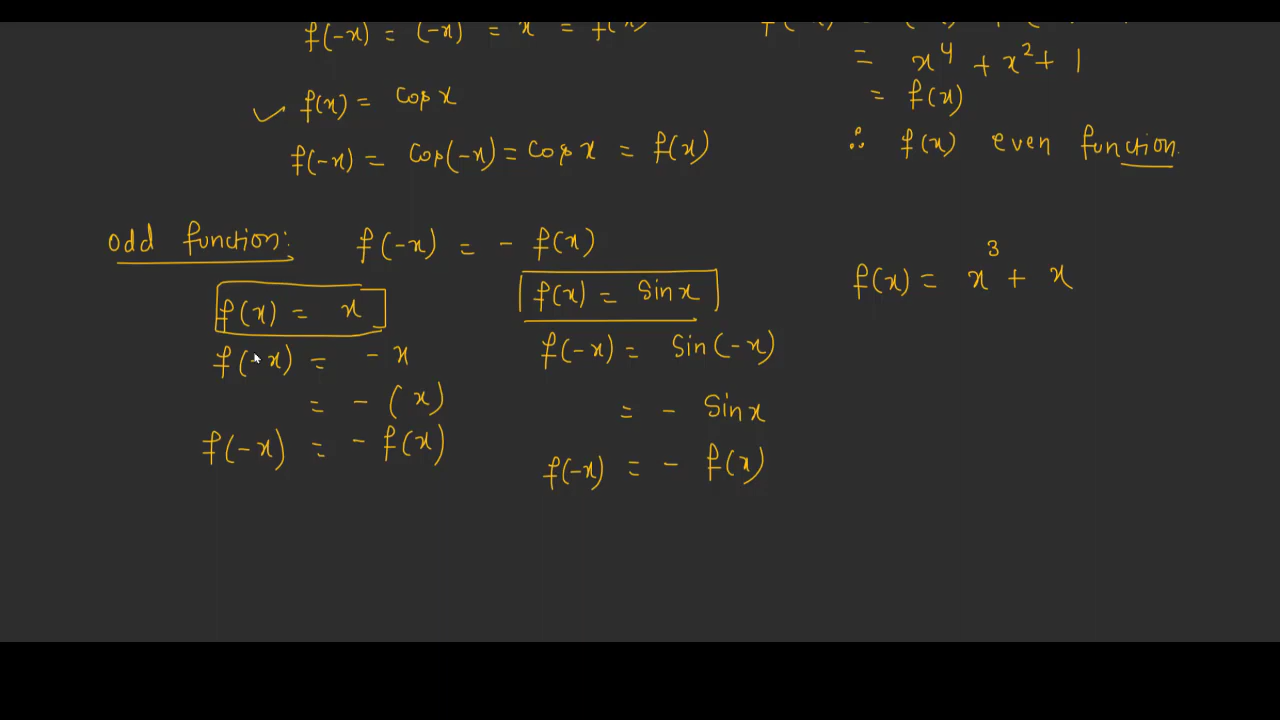 f(-x) = (-x) = x = f(x)
= x⁴ + x² + 1
✓ f(x) = Cos x
= f(x)
f(-x) = Cos(-x) = Cos x = f(x)
∴ f(x) even function.
odd function: f(-x) = - f(x)
f(x) = x
f(-x) = - x
= - (x)
f(-x) = - f(x)
f(x) = Sin x
f(-x) = Sin(-x)
= - Sin x
f(-x) = - f(x)
f(x) = x³ + x